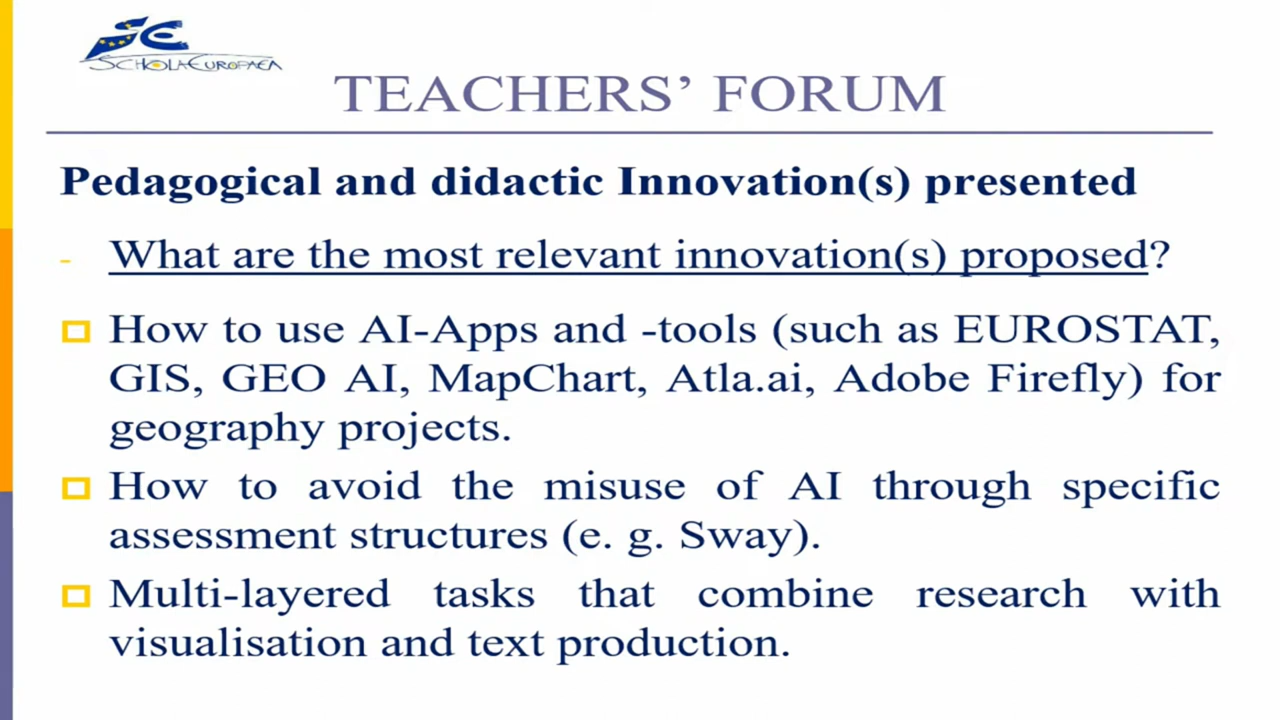 SCHOLA EUROPAEA
TEACHERS’ FORUM
Pedagogical and didactic Innovation(s) presented
- What are the most relevant innovation(s) proposed?
How to use AI-Apps and -tools (such as EUROSTAT,
GIS, GEO AI, MapChart, Atla.ai, Adobe Firefly) for
geography projects.
How to avoid the misuse of AI through specific
assessment structures (e. g. Sway).
Multi-layered tasks that combine research with
visualisation and text production.